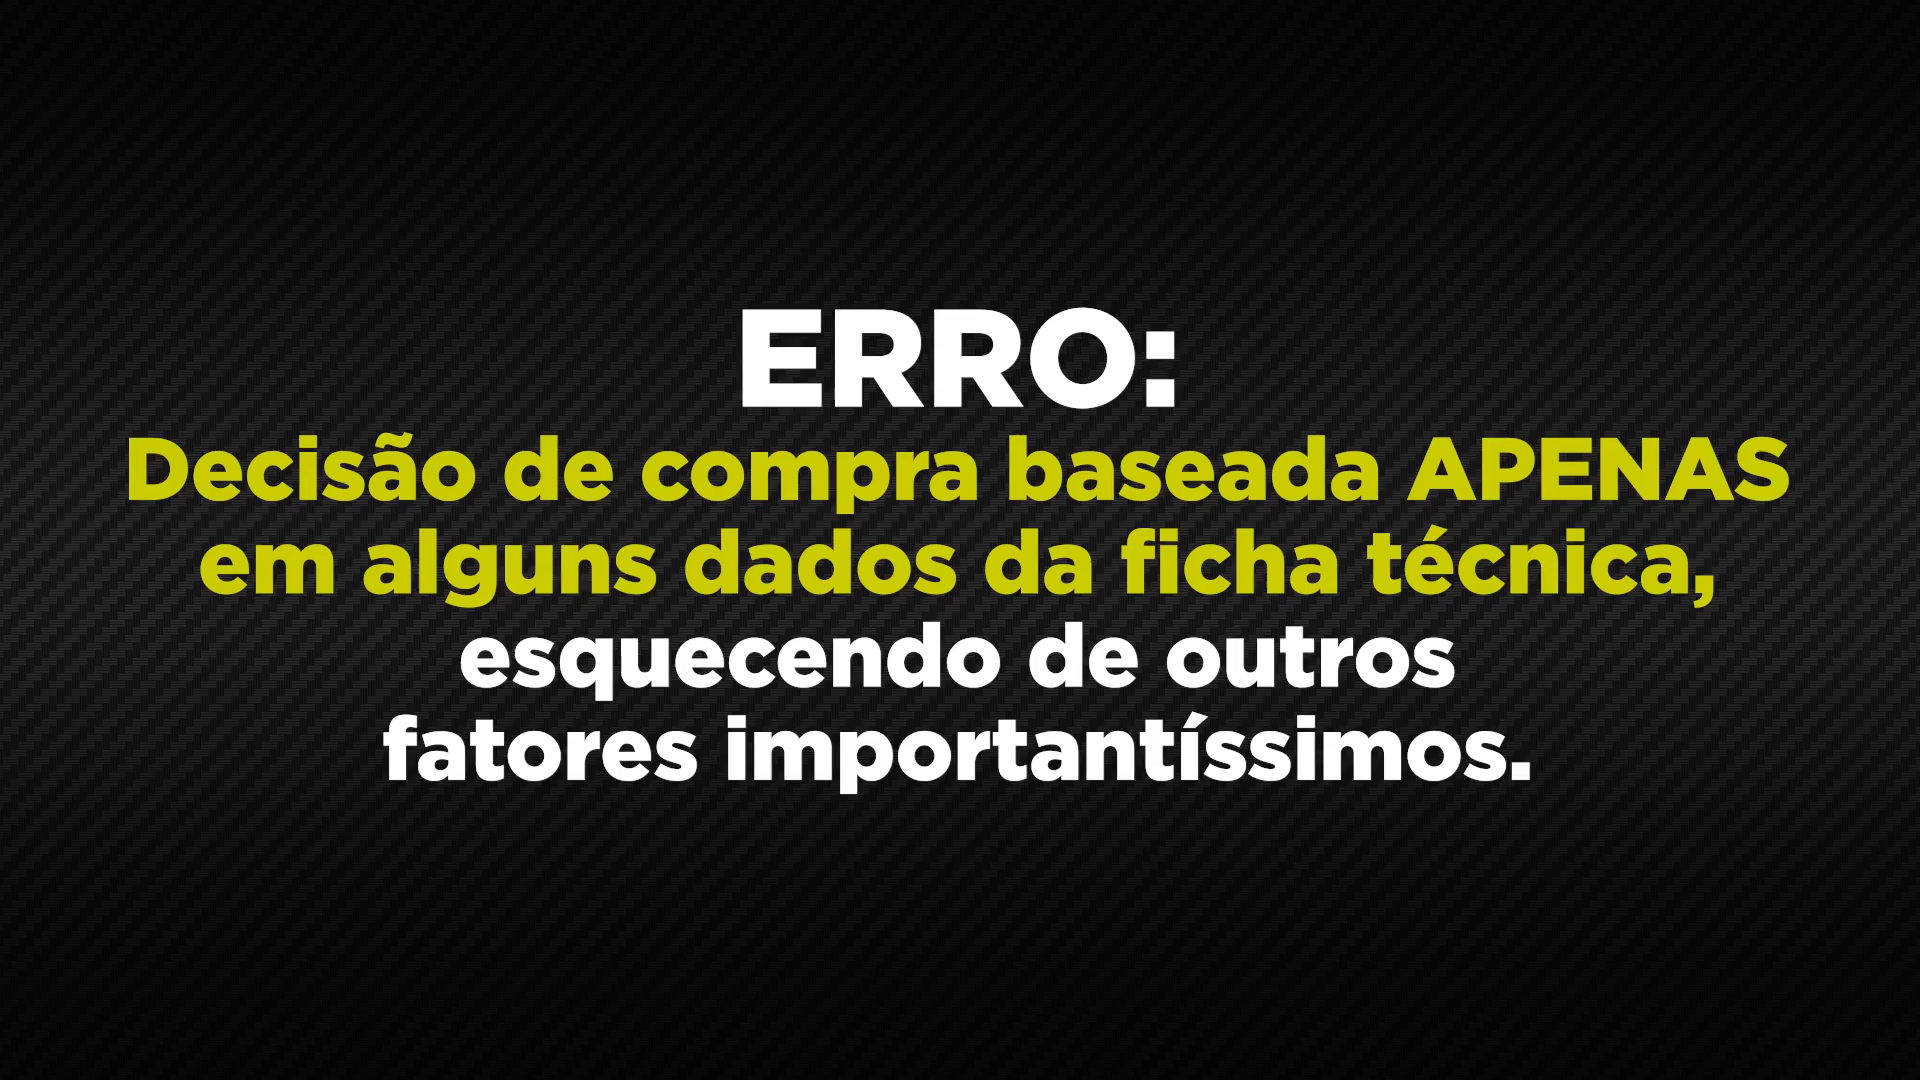 ERRO:
Decisão de compra baseada APENAS
em alguns dados da ficha técnica,
esquecendo de outros
fatores importantíssimos.